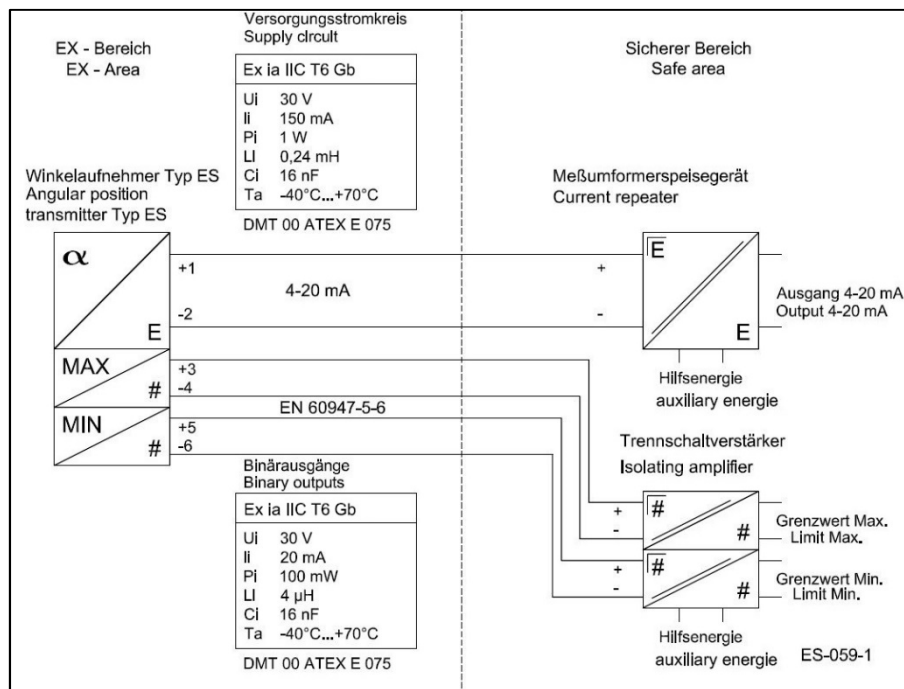 EX - Bereich
EX - Area
Versorgungsstromkreis
Supply circult
Ex ia IIC T6 Gb
Ui 30 V
Ii 150 mA
Pi 1 W
LI 0,24 mH
Ci 16 nF
Ta -40°C...+70°C
DMT 00 ATEX E 075
Sicherer Bereich
Safe area
Winkelaufnehmer Typ ES
Angular position
transmitter Typ ES
Meßumformerspeisegerät
Current repeater
α
E
+1
-2
4-20 mA
+
-
E
E
Ausgang 4-20 mA
Output 4-20 mA
Hilfsenergie
auxiliary energie
MAX
#
+3
-4
MIN
#
+5
-6
EN 60947-5-6
Trennschaltverstärker
Isolating amplifier
Binärausgänge
Binary outputs
Ex ia IIC T6 Gb
Ui 30 V
Ii 20 mA
Pi 100 mW
LI 4 µH
Ci 16 nF
Ta -40°C...+70°C
DMT 00 ATEX E 075
+
-
#
#
Grenzwert Max.
Limit Max.
+
-
#
#
Grenzwert Min.
Limit Min.
Hilfsenergie
auxiliary energie
ES-059-1